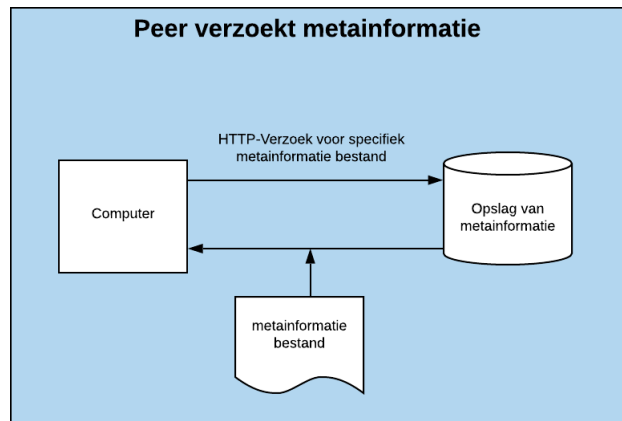 Peer verzoekt metainformatie
HTTP-Verzoek voor specifiek
metainformatie bestand
Computer
Opslag van
metainformatie
metainformatie
bestand